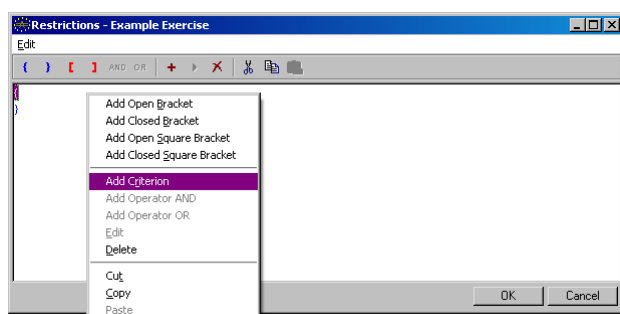 Restrictions - Example Exercise
Edit
{ } [ ] AND OR
{
}
Add Open Bracket
Add Closed Bracket
Add Open Square Bracket
Add Closed Square Bracket
Add Criterion
Add Operator AND
Add Operator OR
Edit
Delete
Cut
Copy
Paste
OK Cancel